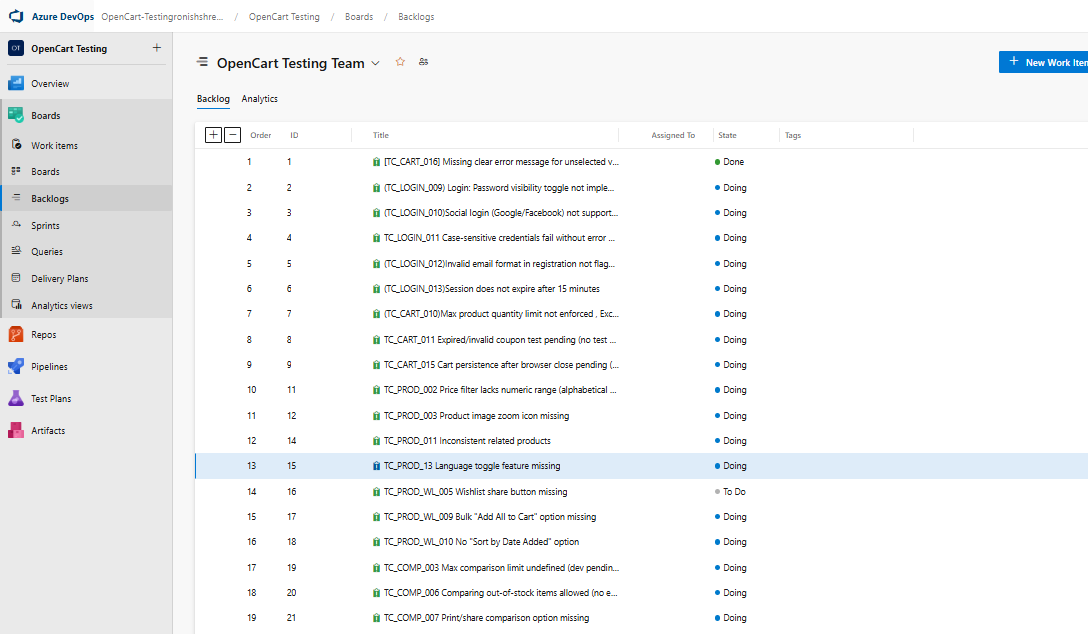 Azure DevOps OpenCart-Testingronishshre... / OpenCart Testing / Boards / Backlogs
OT OpenCart Testing +
Overview
Boards
Work items
Boards
Backlogs
Sprints
Queries
Delivery Plans
Analytics views
Repos
Pipelines
Test Plans
Artifacts
OpenCart Testing Team
+ New Work Iten
Backlog Analytics
+ − Order ID Title Assigned To State Tags
1 1 [TC_CART_016] Missing clear error message for unselected v... Done
2 2 (TC_LOGIN_009) Login: Password visibility toggle not imple... Doing
3 3 (TC_LOGIN_010)Social login (Google/Facebook) not support... Doing
4 4 TC_LOGIN_011 Case-sensitive credentials fail without error ... Doing
5 5 (TC_LOGIN_012)Invalid email format in registration not flag... Doing
6 6 (TC_LOGIN_013)Session does not expire after 15 minutes Doing
7 7 (TC_CART_010)Max product quantity limit not enforced , Exc... Doing
8 8 TC_CART_011 Expired/invalid coupon test pending (no test ... Doing
9 9 TC_CART_015 Cart persistence after browser close pending (... Doing
10 11 TC_PROD_002 Price filter lacks numeric range (alphabetical ... Doing
11 12 TC_PROD_003 Product image zoom icon missing Doing
12 14 TC_PROD_011 Inconsistent related products Doing
13 15 TC_PROD_13 Language toggle feature missing Doing
14 16 TC_PROD_WL_005 Wishlist share button missing To Do
15 17 TC_PROD_WL_009 Bulk "Add All to Cart" option missing Doing
16 18 TC_PROD_WL_010 No "Sort by Date Added" option Doing
17 19 TC_COMP_003 Max comparison limit undefined (dev pendin... Doing
18 20 TC_COMP_006 Comparing out-of-stock items allowed (no e... Doing
19 21 TC_COMP_007 Print/share comparison option missing Doing